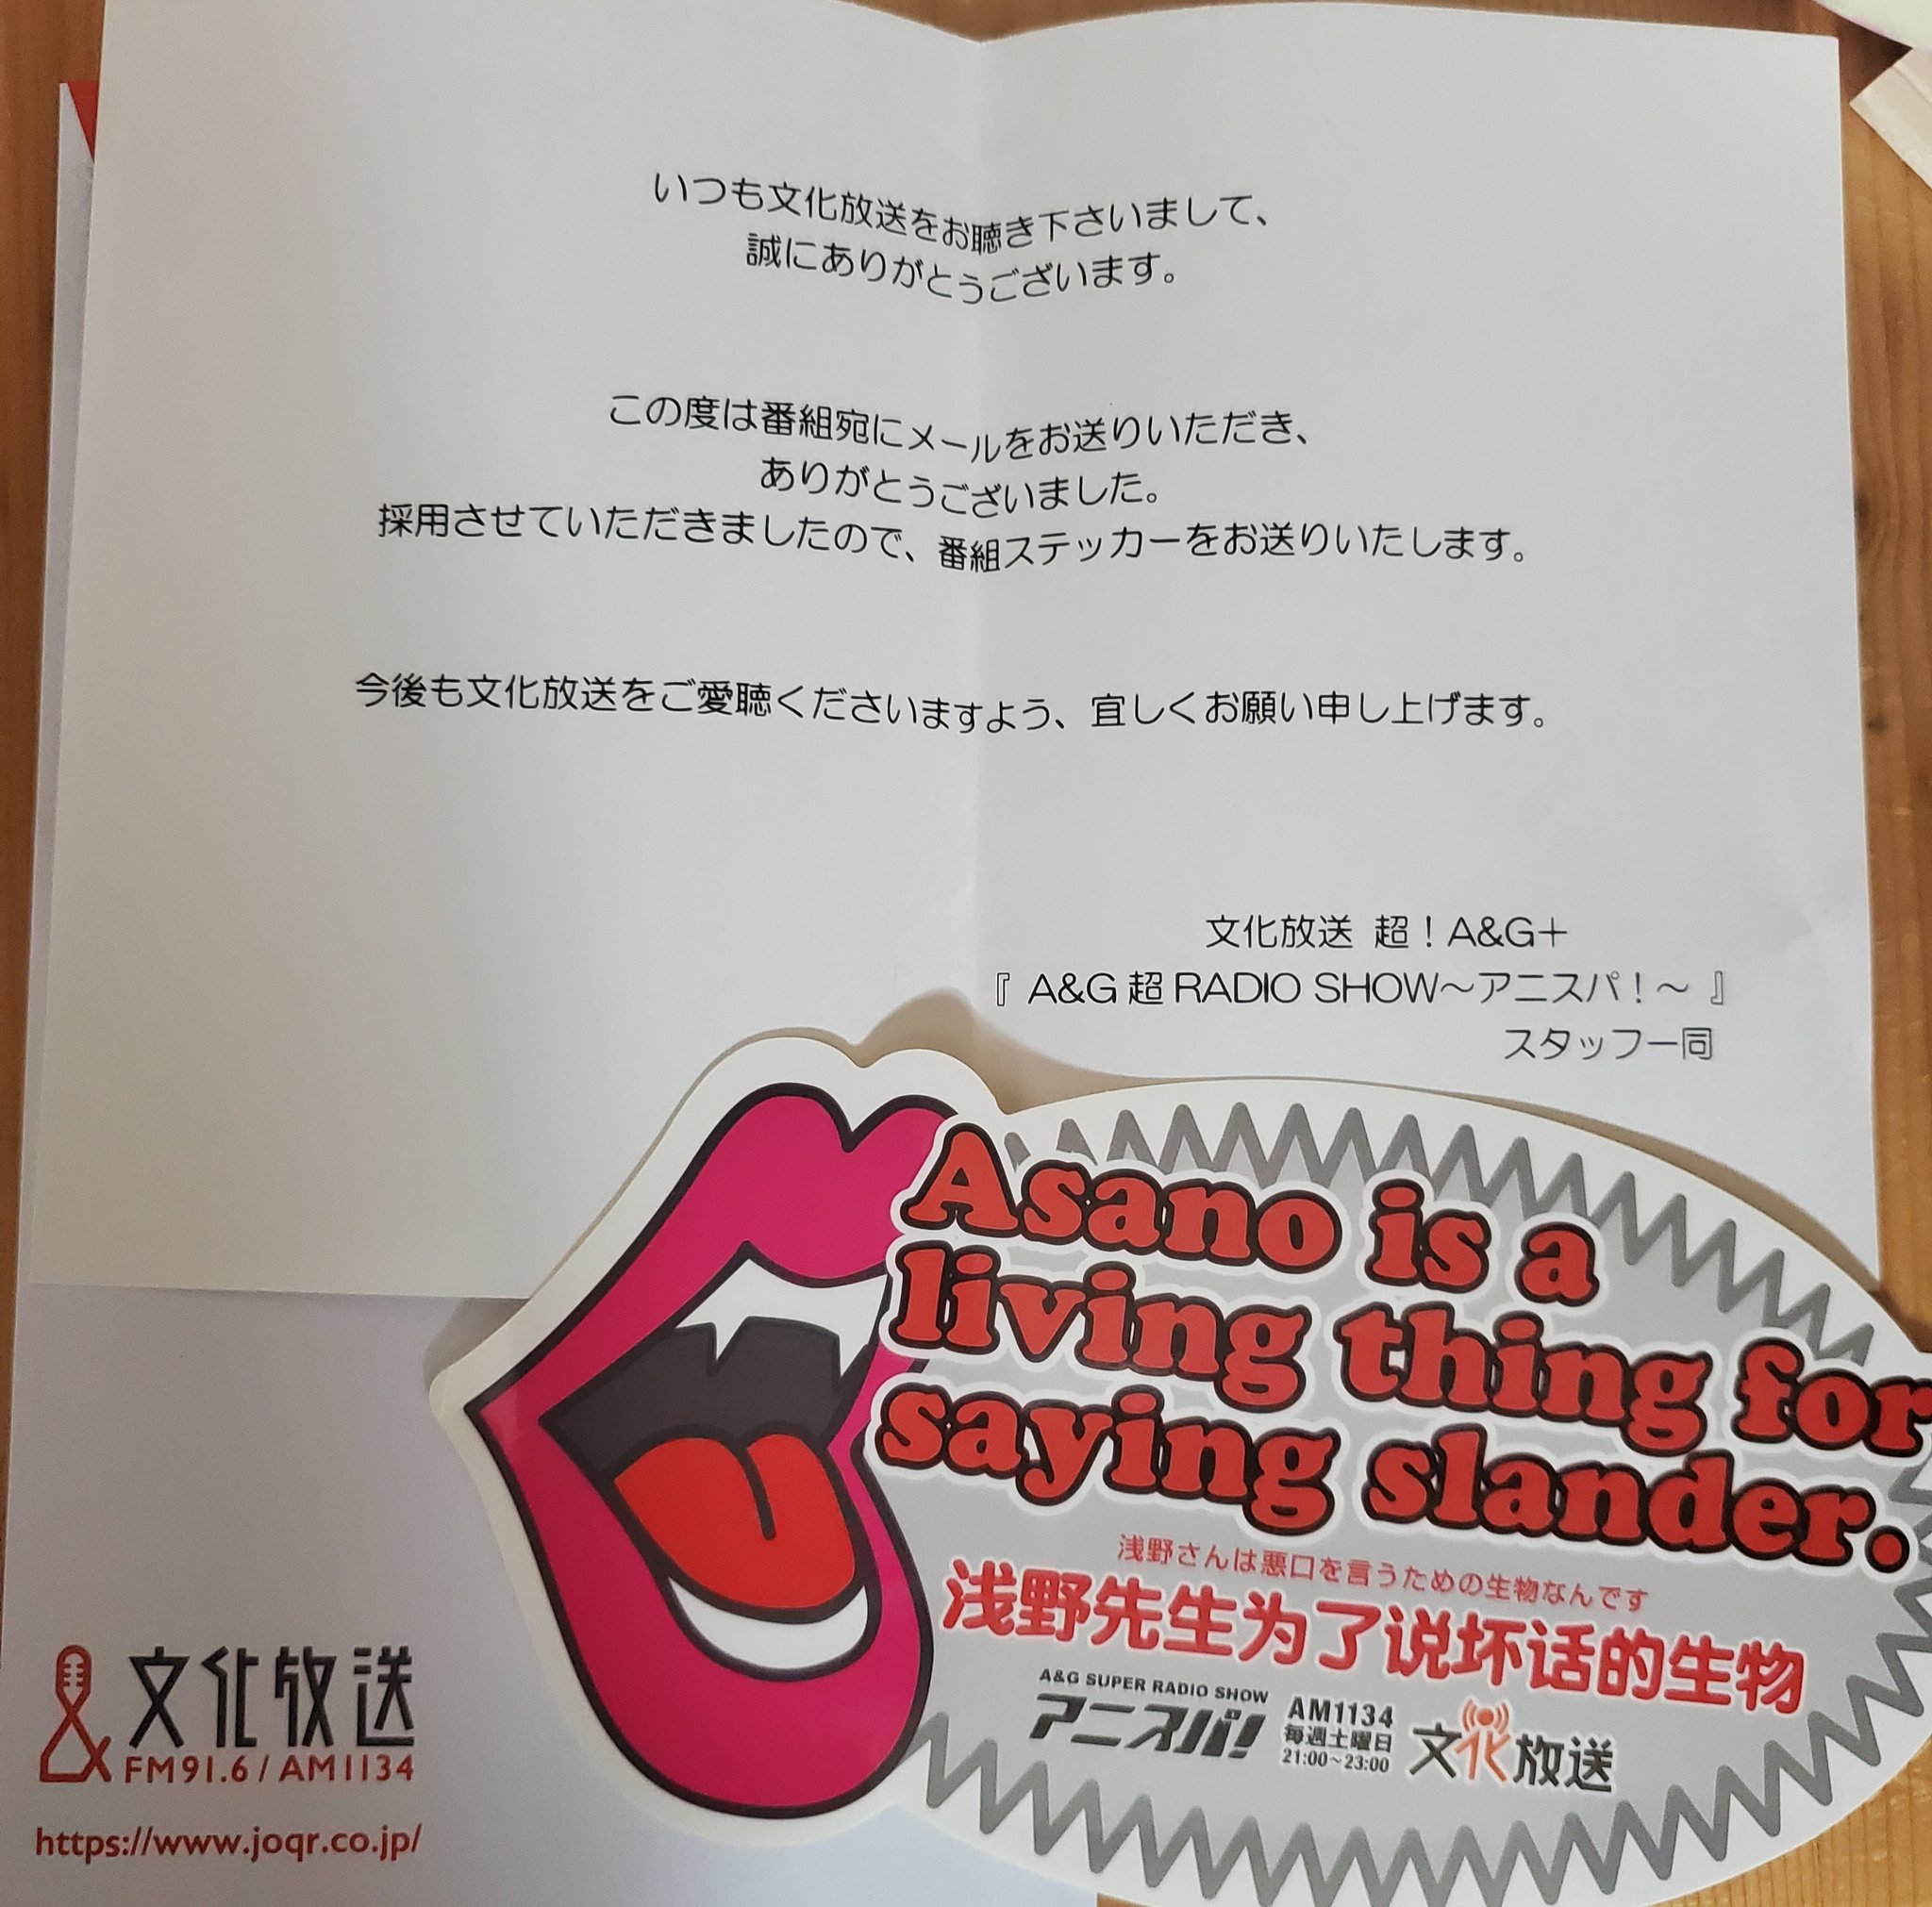 いつも文化放送をお聴き下さいまして、
誠にありがとうございます。
この度は番組宛にメールをお送りいただき、
ありがとうございました。
採用させていただきましたので、番組ステッカーをお送りいたします。
今後も文化放送をご愛聴くださいますよう、宜しくお願い申し上げます。
文化放送 超！A&G＋
『 A&G 超 RADIO SHOW～アニスパ！～ 』
スタッフ一同
Asano is a
living thing for
saying slander.
浅野さんは悪口を言うための生物なんです
浅野先生为了说坏话的生物
A&G SUPER RADIO SHOW
アニスパ!
AM1134
毎週土曜日
21:00~23:00
文化放送
文化放送
FM91.6 / AM1134
https://www.joqr.co.jp/